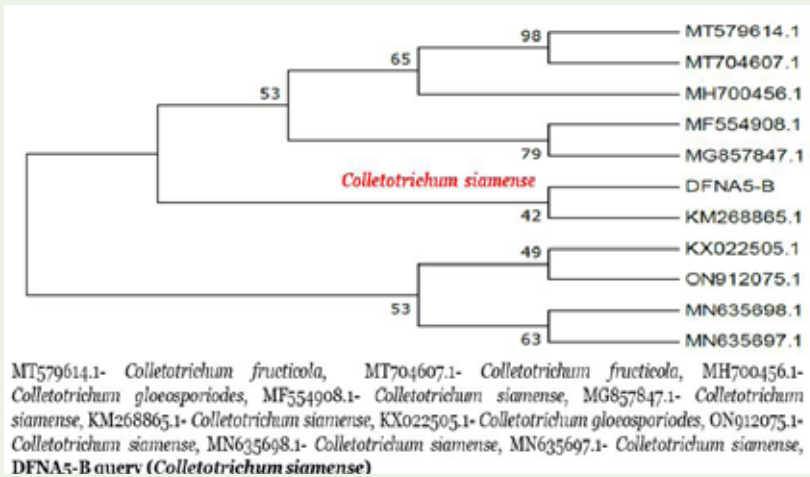 MT579614.1
98
MT704607.1
65
MH700456.1
53
MF554908.1
79
MG857847.1
Colletotrichum siamense
DFNA5-B
42
KM268865.1
49
KX022505.1
ON912075.1
53
MN635698.1
63
MN635697.1
MT579614.1- Colletotrichum fructicola, MT704607.1- Colletotrichum fructicola, MH700456.1-
Colletotrichum gloeosporiodes, MF554908.1- Colletotrichum siamense, MG857847.1- Colletotrichum
siamense, KM268865.1- Colletotrichum siamense, KX022505.1- Colletotrichum gloeosporiodes, ON912075.1-
Colletotrichum siamense, MN635698.1- Colletotrichum siamense, MN635697.1- Colletotrichum siamense,
DFNA5-B query (Colletotrichum siamense)